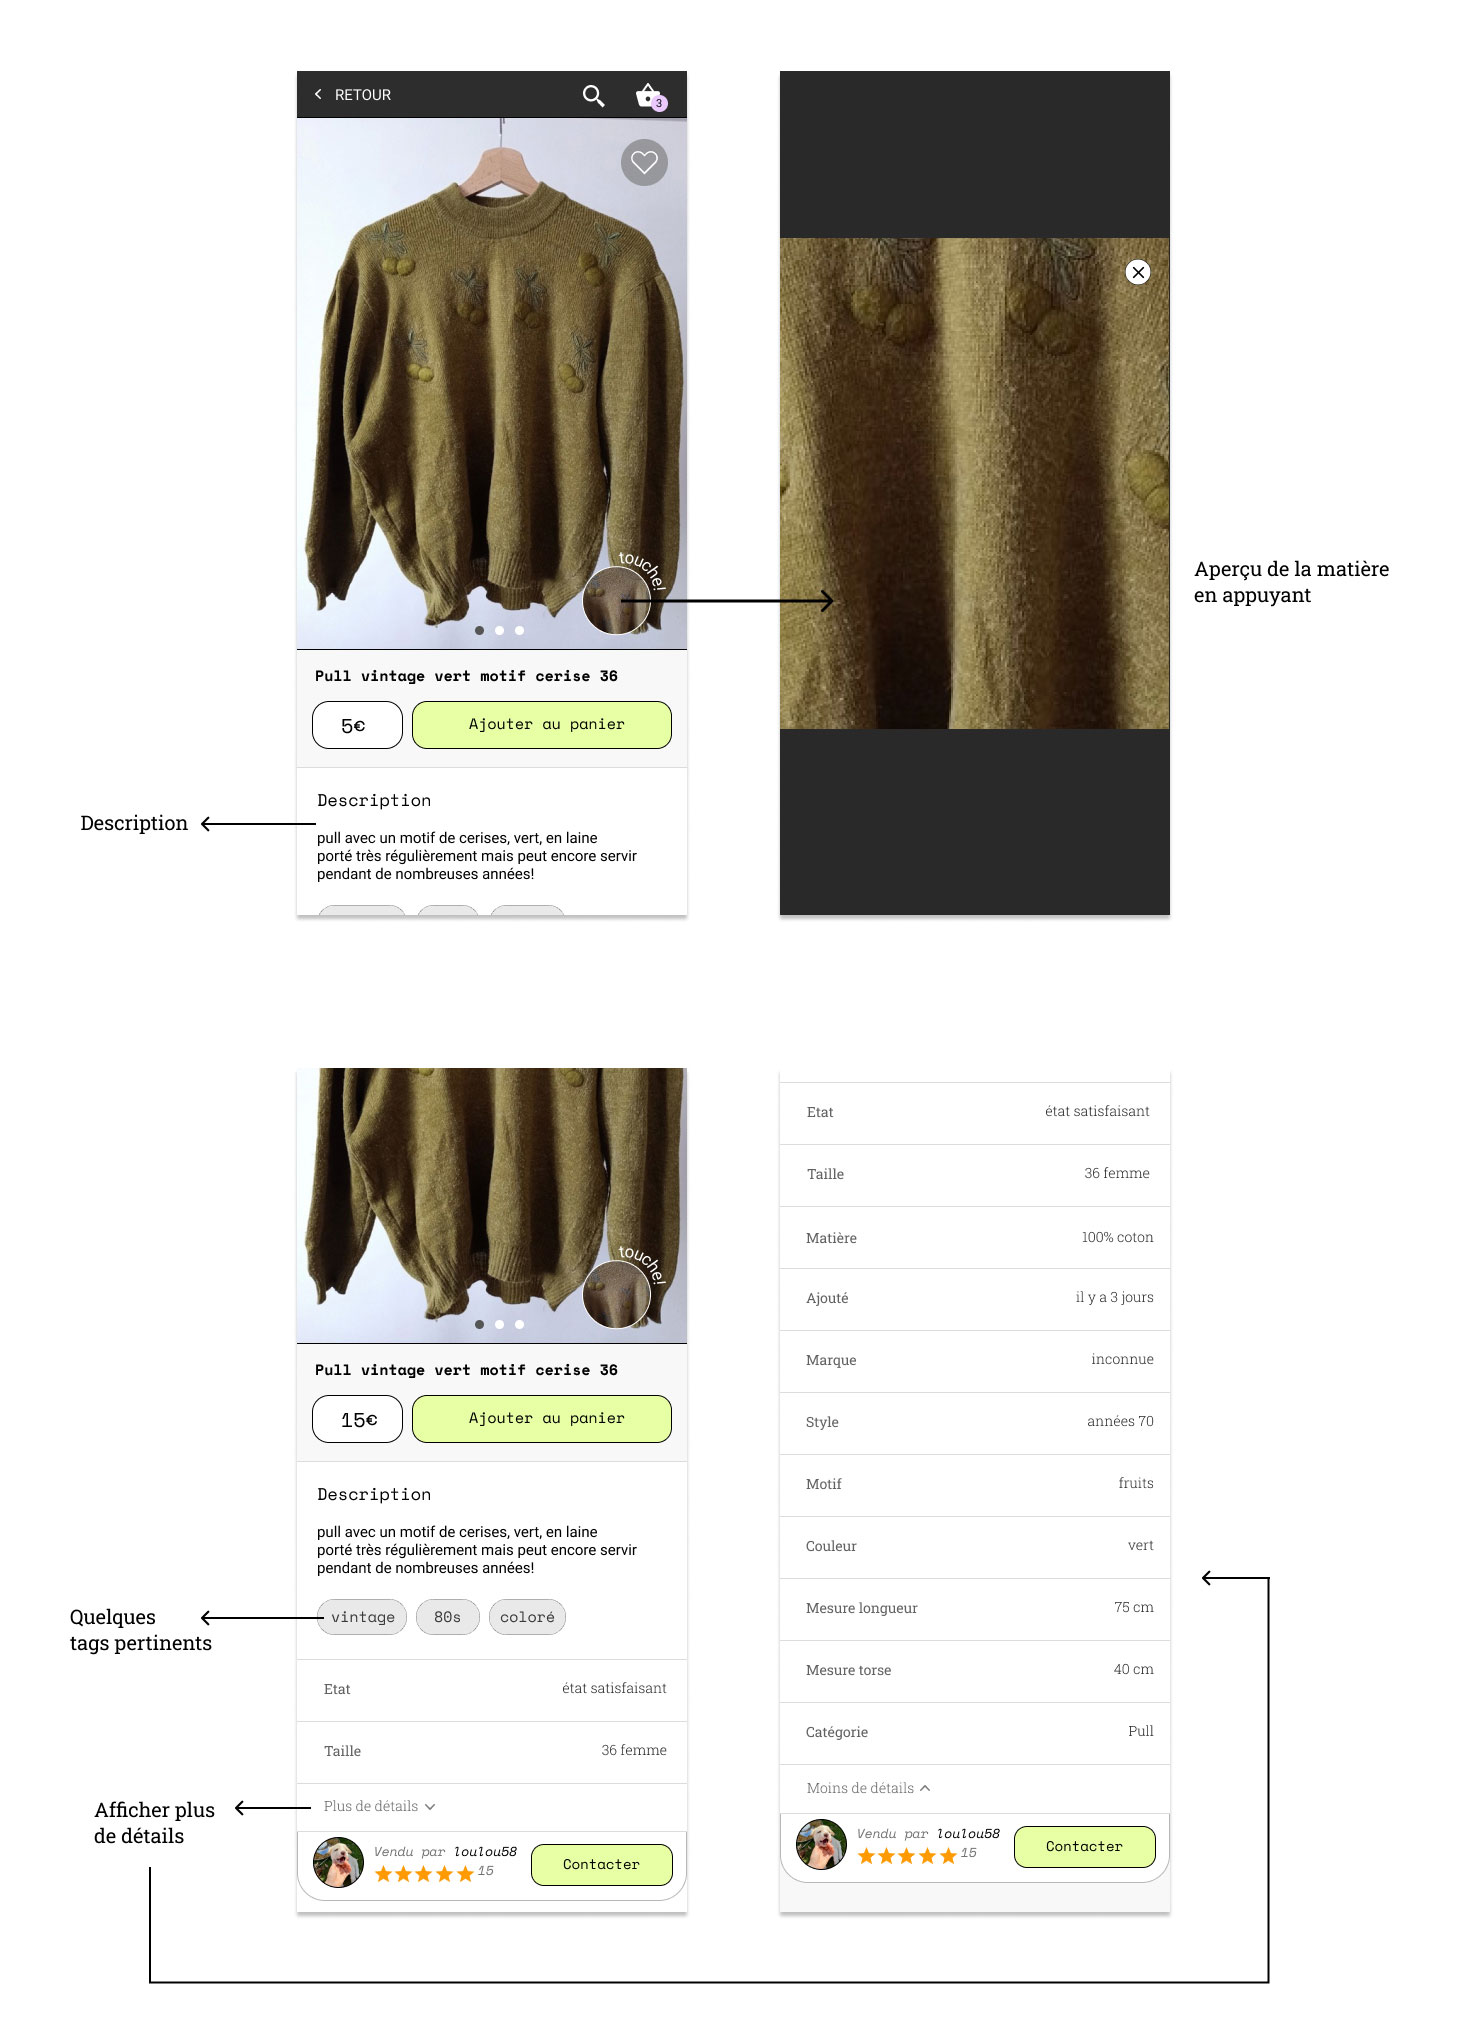 RETOUR
3
touche!
Pull vintage vert motif cerise 36
5€
Ajouter au panier
Description
Description
pull avec un motif de cerises, vert, en laine
porté très régulièrement mais peut encore servir
pendant de nombreuses années!
Aperçu de la matière
en appuyant
touche!
Pull vintage vert motif cerise 36
15€
Ajouter au panier
Description
pull avec un motif de cerises, vert, en laine
porté très régulièrement mais peut encore servir
pendant de nombreuses années!
Quelques
tags pertinents
vintage
80s
coloré
Etat
état satisfaisant
Taille
36 femme
Afficher plus
de détails
Plus de détails
Vendu par loulou58
15
Contacter
Etat
état satisfaisant
Taille
36 femme
Matière
100% coton
Ajouté
il y a 3 jours
Marque
inconnue
Style
années 70
Motif
fruits
Couleur
vert
Mesure longueur
75 cm
Mesure torse
40 cm
Catégorie
Pull
Moins de détails
Vendu par loulou58
15
Contacter